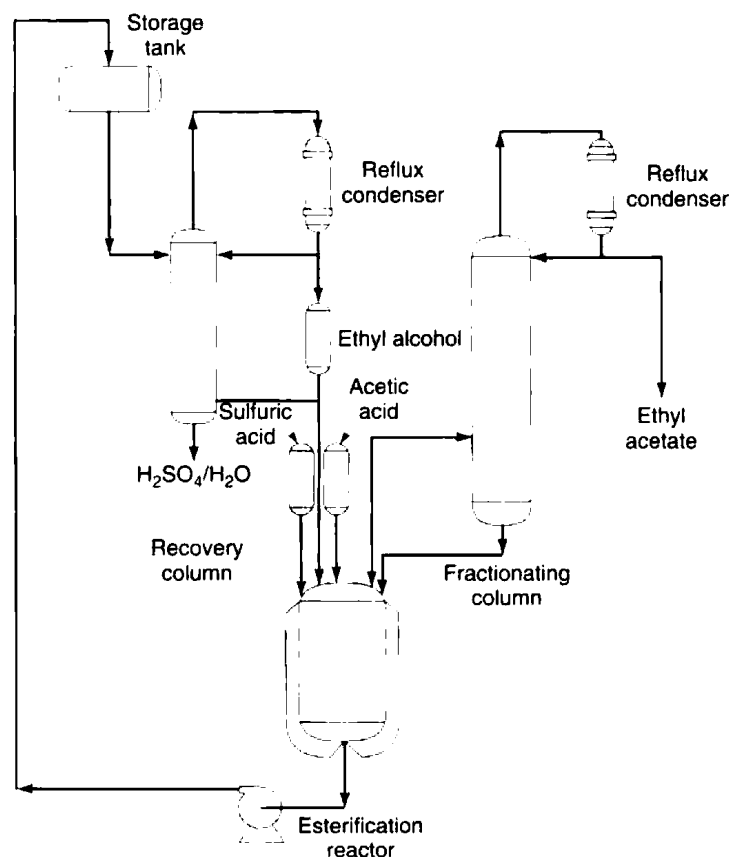 Storage
tank
Reflux
condenser
Reflux
condenser
Ethyl alcohol
Acetic
acid
Sulfuric
acid
Ethyl
acetate
H₂SO₄/H₂O
Recovery
column
Fractionating
column
Esterification
reactor